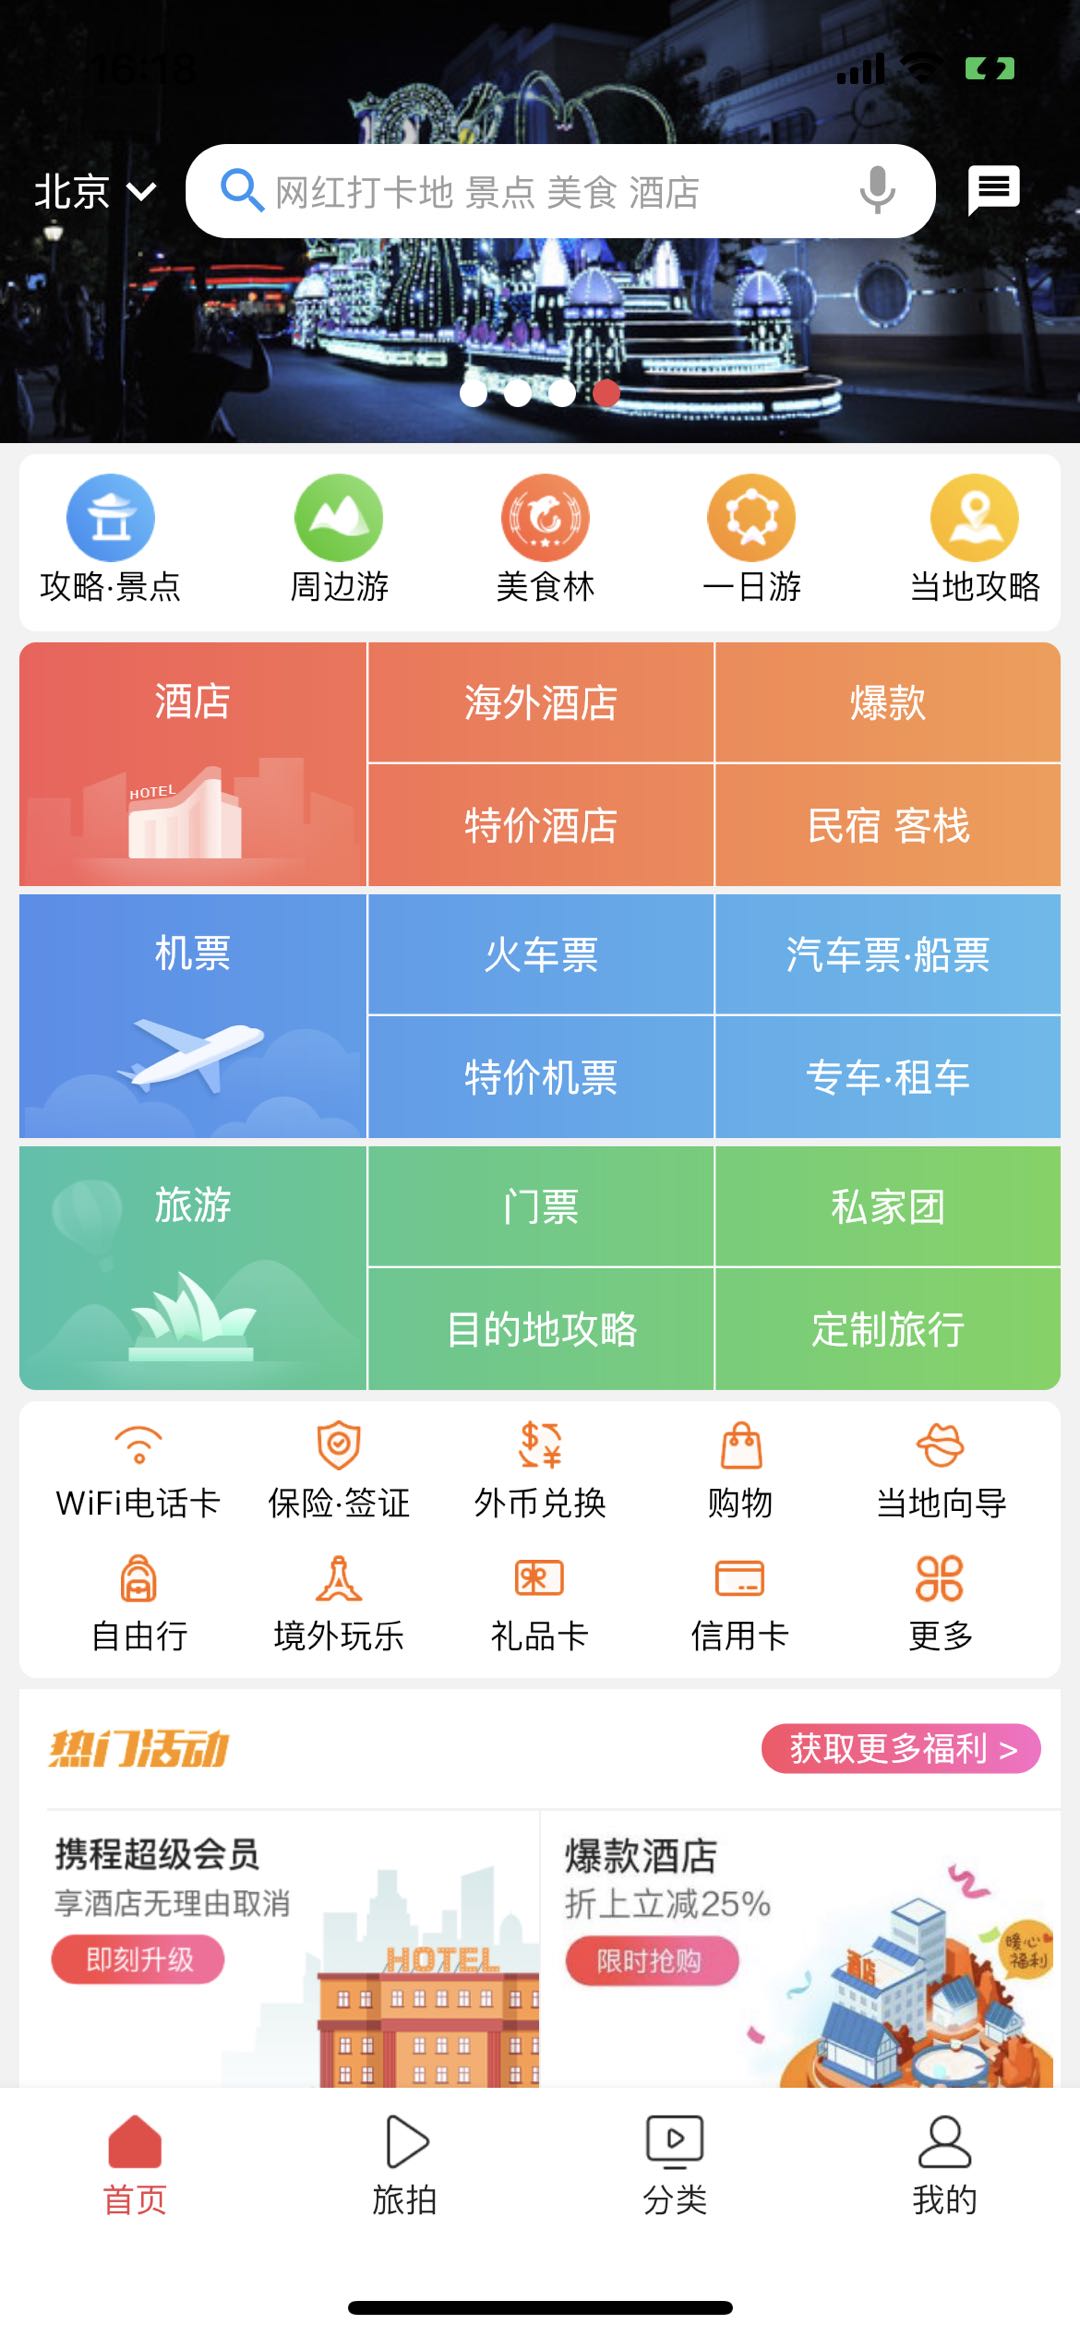 16:18
北京
网红打卡地 景点 美食 酒店
攻略·景点 周边游 美食林 一日游 当地攻略
酒店
HOTEL
海外酒店 爆款
特价酒店 民宿 客栈
机票
火车票 汽车票·船票
特价机票 专车·租车
旅游
门票 私家团
目的地攻略 定制旅行
WiFi电话卡 保险·签证 外币兑换 购物 当地向导
自由行 境外玩乐 礼品卡 信用卡 更多
热门活动 获取更多福利 >
携程超级会员
享酒店无理由取消
即刻升级
HOTEL
爆款酒店
折上立减25%
限时抢购
酒店
暖心
福利
首页 旅拍 分类 我的